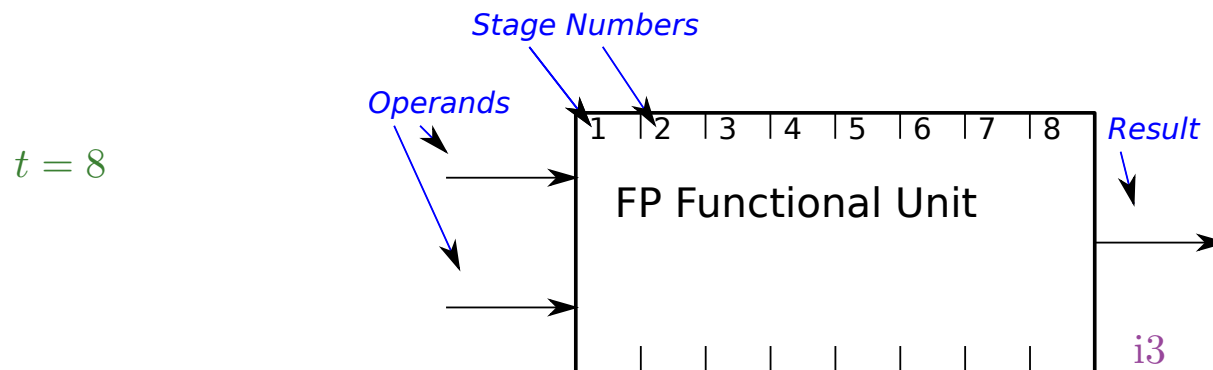 Stage Numbers
Operands
1 2 3 4 5 6 7 8
Result
t = 8
FP Functional Unit
i3